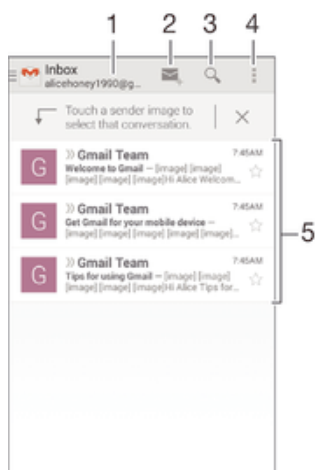 1 2 3 4
Inbox
alicehoney1990@g...
Touch a sender image to
select that conversation.
G
Gmail Team
7:45AM
Welcome to Gmail – [image] [image]
[image] [image] [image]Hi Alice Welcom...
G
Gmail Team
7:45AM
Get Gmail for your mobile device –
[image] [image] [image] [image] [image]...
5
G
Gmail Team
7:45AM
Tips for using Gmail – [image] [image]
[image] [image] [image]Hi Alice Tips for...